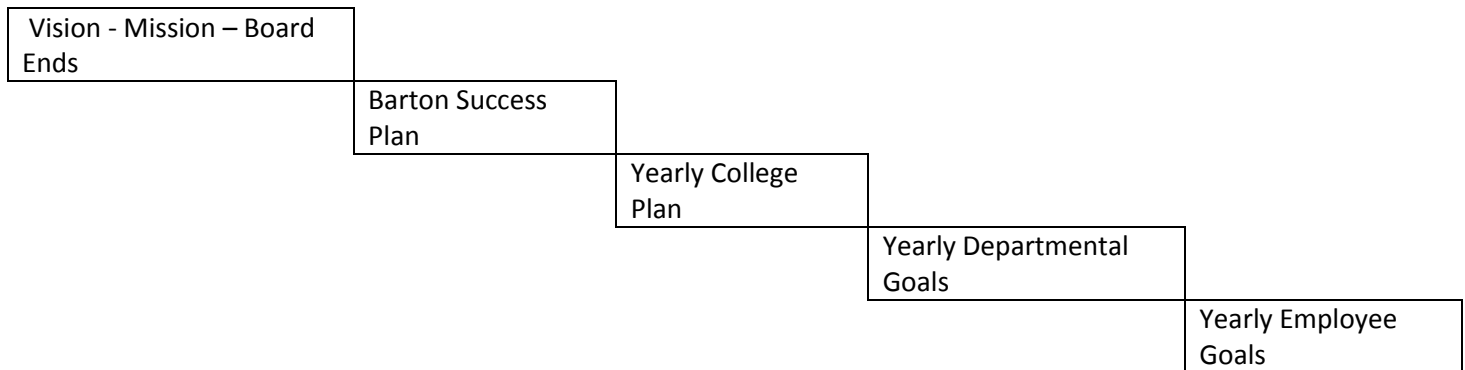 Vision - Mission – Board
Ends
Barton Success
Plan
Yearly College
Plan
Yearly Departmental
Goals
Yearly Employee
Goals